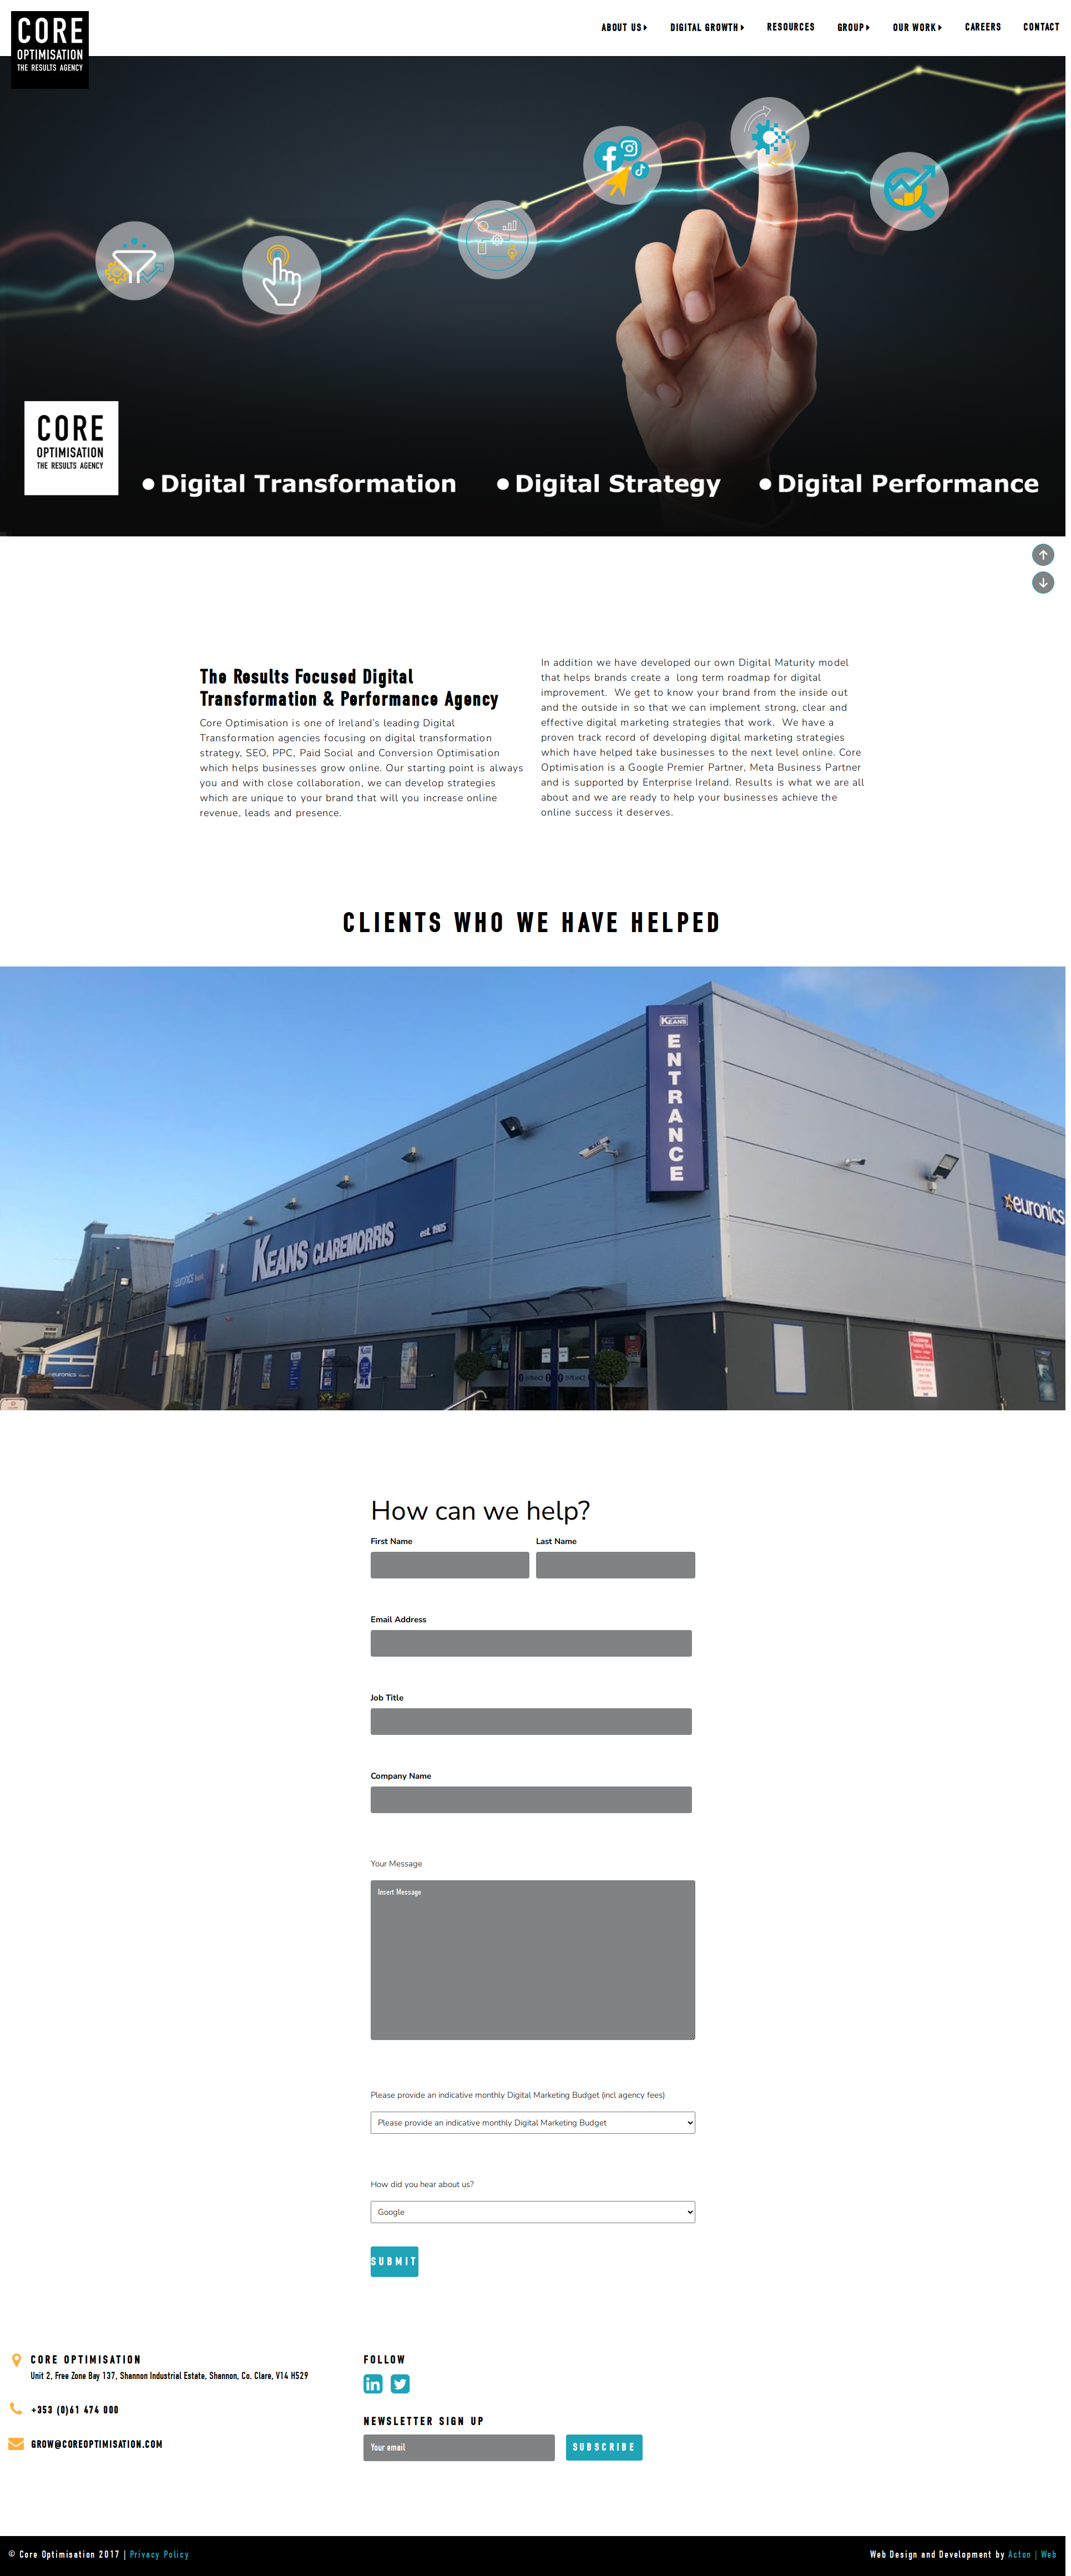 CORE
OPTIMISATION
THE RESULTS AGENCY
ABOUT US DIGITAL GROWTH RESOURCES GROUP OUR WORK CAREERS CONTACT
CORE
OPTIMISATION
THE RESULTS AGENCY
• Digital Transformation • Digital Strategy • Digital Performance
The Results Focused Digital
Transformation & Performance Agency
Core Optimisation is one of Ireland's leading Digital
Transformation agencies focusing on digital transformation
strategy, SEO, PPC, Paid Social and Conversion Optimisation
which helps businesses grow online. Our starting point is always
you and with close collaboration, we can develop strategies
which are unique to your brand that will you increase online
revenue, leads and presence.
In addition we have developed our own Digital Maturity model
that helps brands create a long term roadmap for digital
improvement. We get to know your brand from the inside out
and the outside in so that we can implement strong, clear and
effective digital marketing strategies that work. We have a
proven track record of developing digital marketing strategies
which have helped take businesses to the next level online. Core
Optimisation is a Google Premier Partner, Meta Business Partner
and is supported by Enterprise Ireland. Results is what we are all
about and we are ready to help your businesses achieve the
online success it deserves.
CLIENTS WHO WE HAVE HELPED
KEANS
ENTRANCE
KEANS CLAREMORRIS est. 1905
euronics
euronics
euronics
ENTRANCE ENTRANCE
How can we help?
First Name Last Name
Email Address
Job Title
Company Name
Your Message
Insert Message
Please provide an indicative monthly Digital Marketing Budget (incl agency fees)
Please provide an indicative monthly Digital Marketing Budget
How did you hear about us?
Google
SUBMIT
CORE OPTIMISATION
Unit 2, Free Zone Bay 137, Shannon Industrial Estate, Shannon, Co. Clare, V14 H529
+353 (0)61 474 000
GROW@COREOPTIMISATION.COM
FOLLOW
NEWSLETTER SIGN UP
Your email SUBSCRIBE
© Core Optimisation 2017 | Privacy Policy
Web Design and Development by Acton | Web